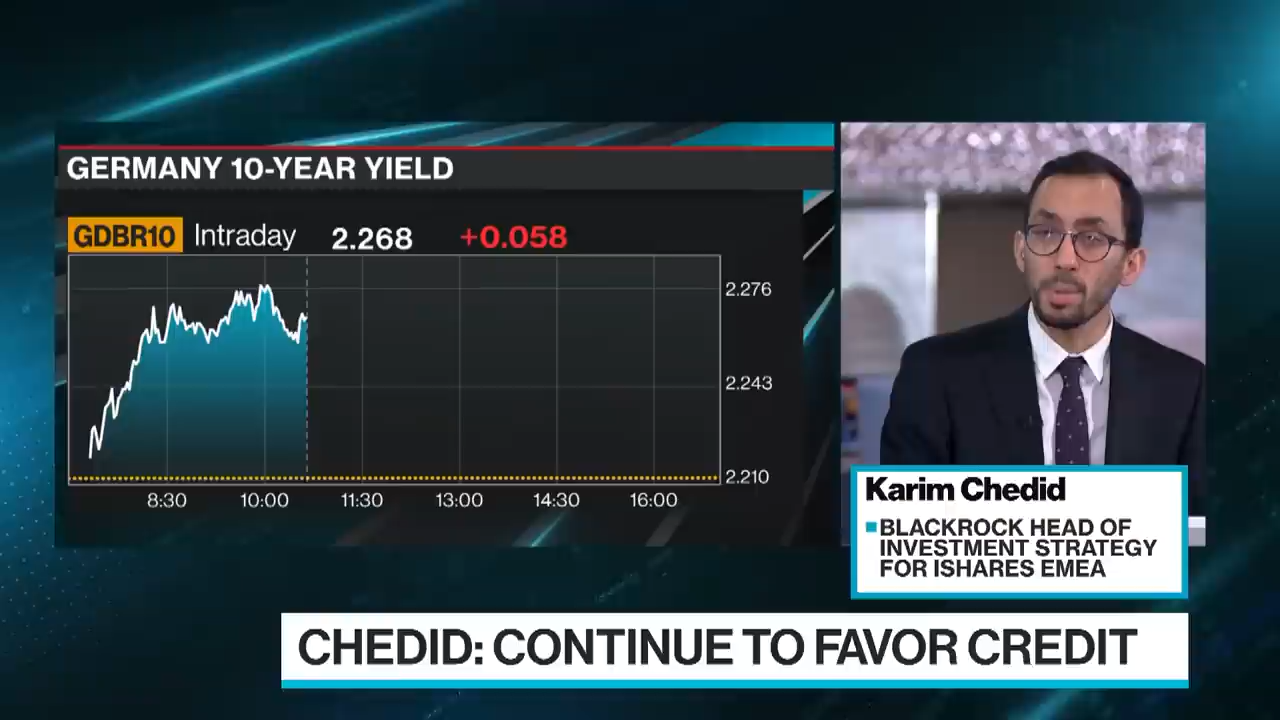 GERMANY 10-YEAR YIELD
GDBR10 Intraday 2.268 +0.058
2.276
2.243
2.210
8:30 10:00 11:30 13:00 14:30 16:00
Karim Chedid
BLACKROCK HEAD OF
INVESTMENT STRATEGY
FOR ISHARES EMEA
CHEDID: CONTINUE TO FAVOR CREDIT